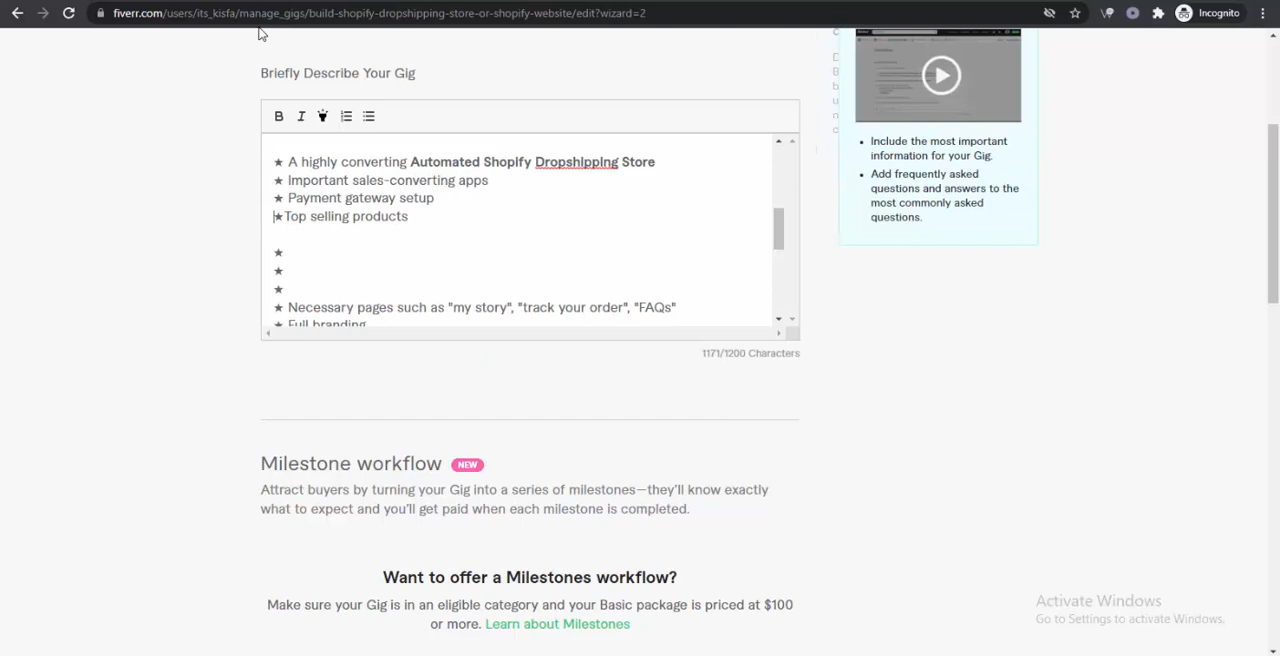 fiverr.com/users/its_kisfa/manage_gigs/build-shopify-dropshipping-store-or-shopify-website/edit?wizard=2
Incognito
Briefly Describe Your Gig
B I
★ A highly converting Automated Shopify Dropshipping Store
★ Important sales-converting apps
★ Payment gateway setup
★Top selling products
★
★
★
★ Necessary pages such as "my story", "track your order", "FAQs"
★ Full branding
1171/1200 Characters
• Include the most important
information for your Gig.
• Add frequently asked
questions and answers to the
most commonly asked
questions.
Milestone workflow NEW
Attract buyers by turning your Gig into a series of milestones—they'll know exactly
what to expect and you'll get paid when each milestone is completed.
Want to offer a Milestones workflow?
Make sure your Gig is in an eligible category and your Basic package is priced at $100
or more. Learn about Milestones
Activate Windows
Go to Settings to activate Windows.